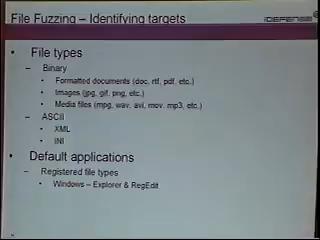 File Fuzzing – Identifying targets
iDEFENSE
• File types
– Binary
• Formatted documents (doc, rtf, pdf, etc.)
• Images (jpg, gif, png, etc.)
• Media files (mpg, wav, avi, mov, mp3, etc.)
– ASCII
• XML
• INI
• Default applications
– Registered file types
• Windows – Explorer & RegEdit